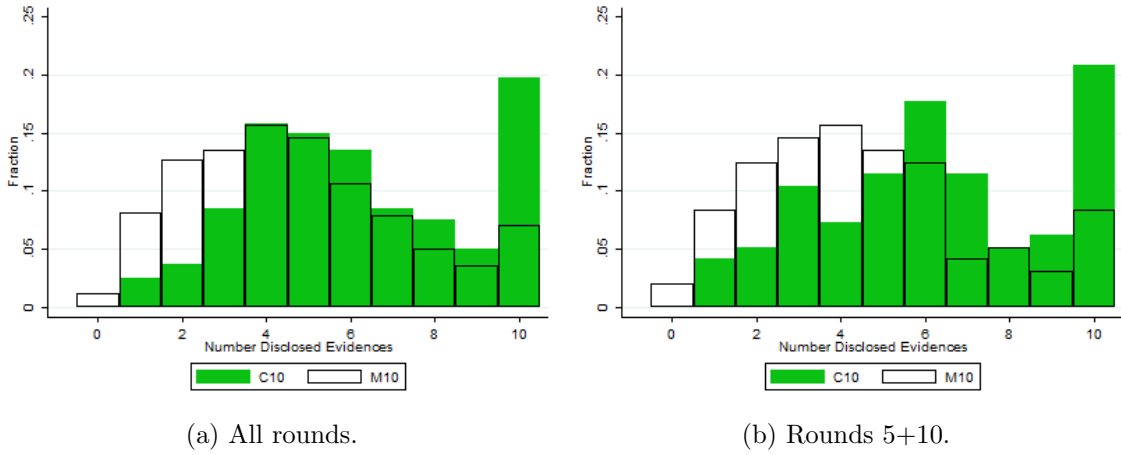 .25
.2
.15
.1
.05
0
Fraction
0 2 4 6 8 10
Number Disclosed Evidences
C10 M10
(a) All rounds.
.25
.2
.15
.1
.05
0
Fraction
0 2 4 6 8 10
Number Disclosed Evidences
C10 M10
(b) Rounds 5+10.